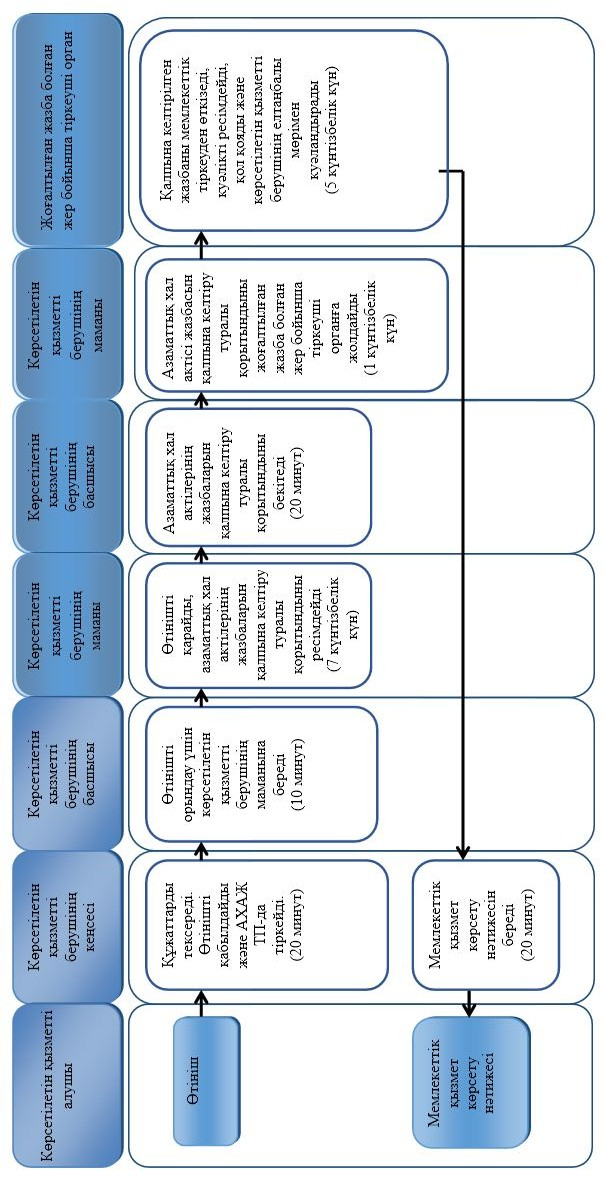 Көрсетілетін қызметті
алушы
Көрсетілетін
қызметті
берушінің
кеңсесі
Көрсетілетін
қызметті
берушінің
басшысы
Көрсетілетін
қызметті
берушінің
маманы
Көрсетілетін
қызметті
берушінің
басшысы
Көрсетілетін
қызметті
берушінің
маманы
Жоғалтылған жазба болған
жер бойынша тіркеуші орган
Өтініш
Құжаттарды
тексереді.
Өтінішті
қабылдайды
және АХАЖ
ТП-да
тіркейді.
(20 минут)
Өтінішті
орындау үшін
көрсетілетін
қызметті
берушінің
маманына
береді
(10 минут)
Өтінішті
қарайды,
азаматтық хал
актілерінің
жазбаларын
қалпына келтіру
туралы
қорытындыны
ресімдейді
(7 күнтізбелік
күн)
Азаматтық хал
актілерінің
жазбаларын
қалпына келтіру
туралы
қорытындыны
бекітеді
(20 минут)
Азаматтық хал
актісі жазбасын
қалпына келтіру
туралы
қорытындыны
жоғалтылған
жазба болған
жер бойынша
тіркеуші
органға
жолдайды
(1 күнтізбелік
күн)
Қалпына келтірілген
жазбаны мемлекеттік
тіркеуден өткізеді,
куәлікті ресімдейді,
қол қояды және
көрсетілетін қызметті
берушінің елтаңбалы
мөрімен
куәландырады
(5 күнтізбелік күн)
Мемлекеттік
қызмет
көрсету
нәтижесін
береді
(20 минут)
Мемлекеттік
қызмет
көрсету
нәтижесі